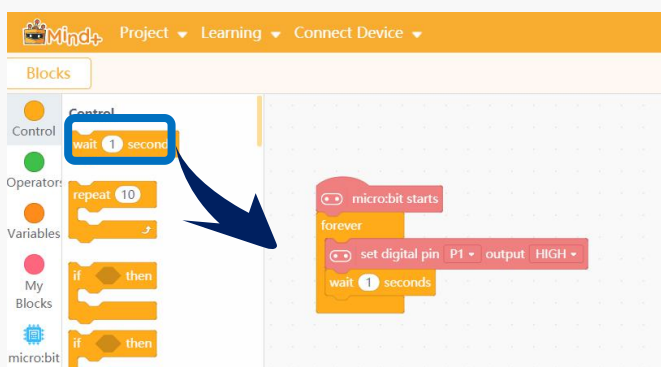 Mind+ Project Learning Connect Device
Blocks
Control
Control
wait 1 second
Operators
repeat 10
Variables
if then
My
Blocks
if then
micro:bit
micro:bit starts
forever
set digital pin P1 output HIGH
wait 1 seconds